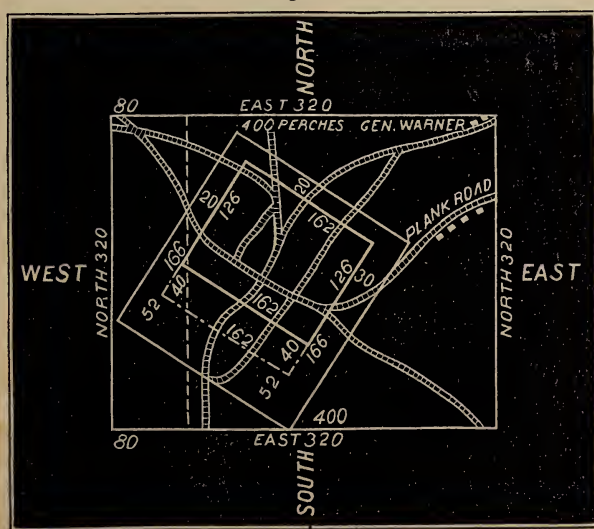 NORTH
80 EAST 320
400 PERCHES GEN. WARNER
20
20 126
162
PLANK ROAD
166
126 30
WEST
EAST
NORTH 320
NORTH 320
40
52
162
162
40 166
52
400
80 EAST 320
SOUTH